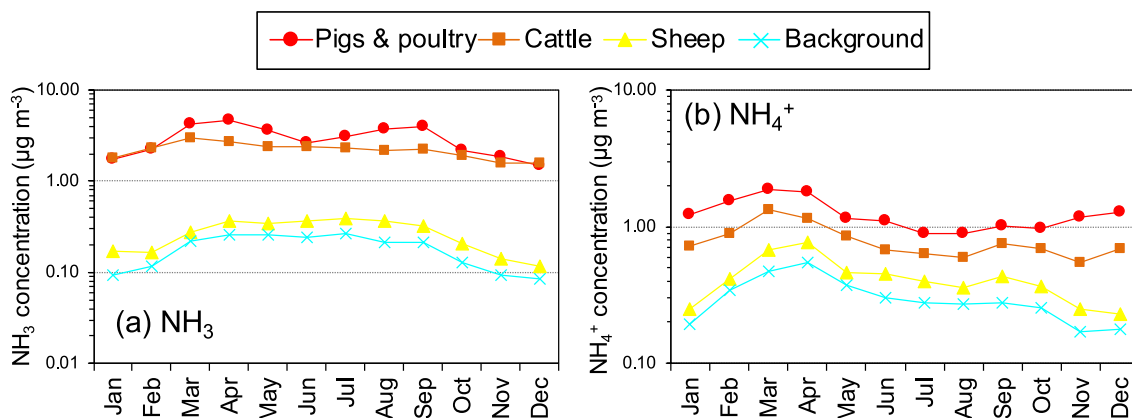 Pigs & poultry Cattle Sheep Background
NH₃ concentration (µg m⁻³)
10.00
1.00
0.10
0.01
(a) NH₃
Jan Feb Mar Apr May Jun Jul Aug Sep Oct Nov Dec
NH₄⁺ concentration (µg m⁻³)
10.00
1.00
0.10
(b) NH₄⁺
Jan Feb Mar Apr May Jun Jul Aug Sep Oct Nov Dec